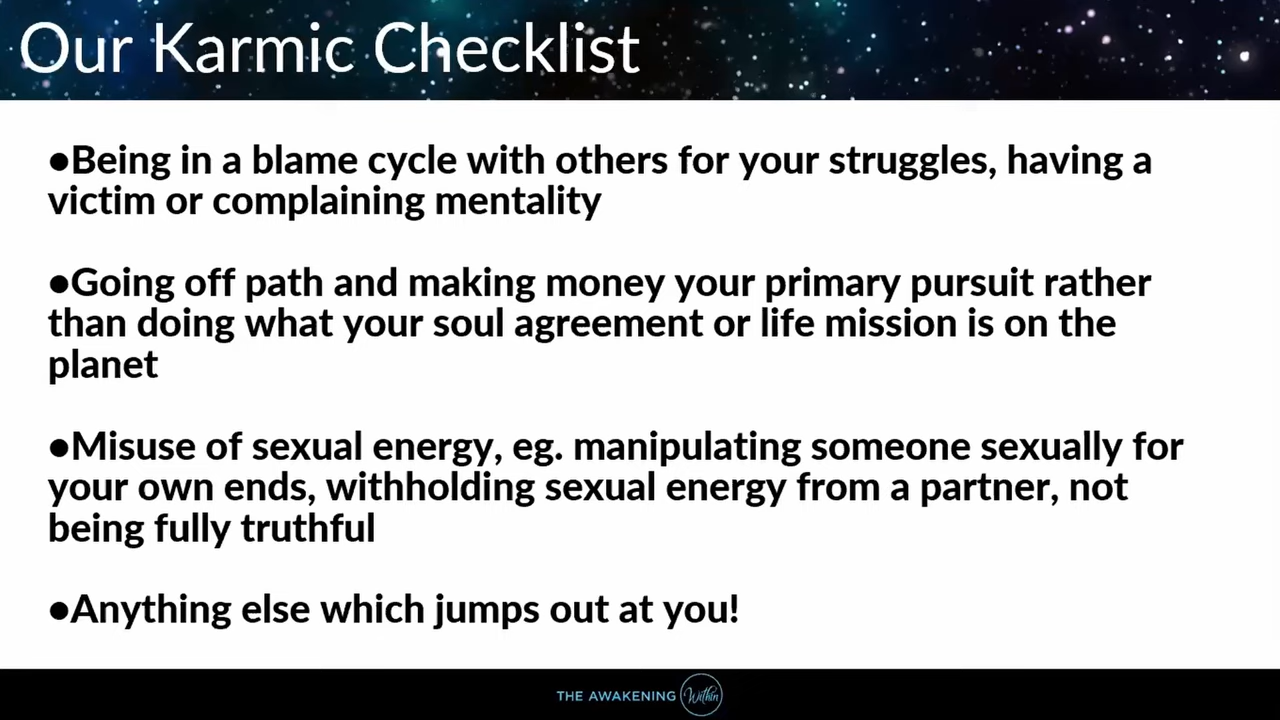 Our Karmic Checklist
●Being in a blame cycle with others for your struggles, having a
victim or complaining mentality
●Going off path and making money your primary pursuit rather
than doing what your soul agreement or life mission is on the
planet
●Misuse of sexual energy, eg. manipulating someone sexually for
your own ends, withholding sexual energy from a partner, not
being fully truthful
●Anything else which jumps out at you!
THE AWAKENING Within